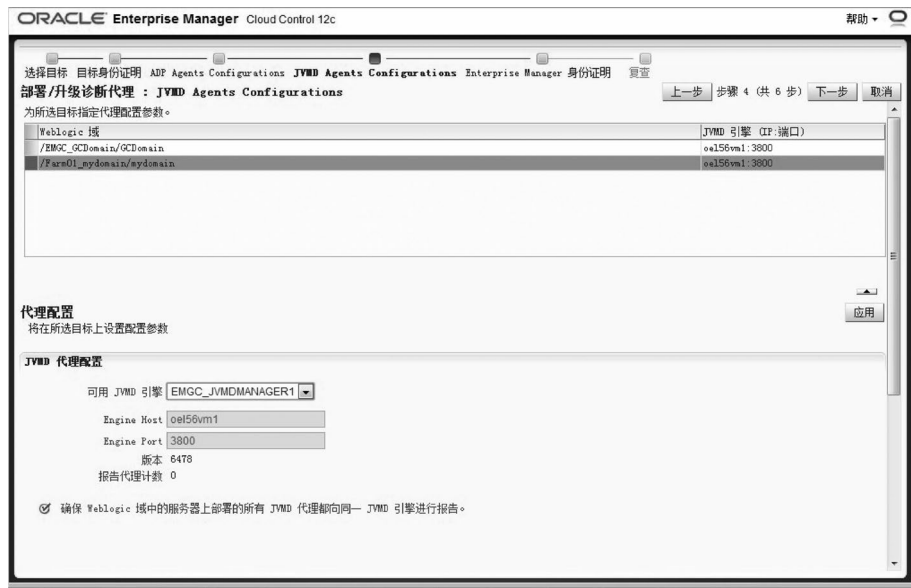 ORACLE Enterprise Manager Cloud Control 12c
帮助
选择目标 目标身份证明 ADP Agents Configurations JVMD Agents Configurations Enterprise Manager 身份证明 复查
部署/升级诊断代理 : JVMD Agents Configurations
上一步 步骤 4 (共 6 步) 下一步 取消
为所选目标指定代理配置参数。
Weblogic 域 JVMD 引擎 (IP:端口)
/EMGC_GCDomain/GCDomain oel56vm1:3800
/Farm01_mydomain/mydomain oel56vm1:3800
代理配置 应用
将在所选目标上设置配置参数
JVMD 代理配置
可用 JVMD 引擎 EMGC_JVMDMANAGER1
Engine Host oel56vm1
Engine Port 3800
版本 6478
报告代理计数 0
确保 Weblogic 域中的服务器上部署的所有 JVMD 代理都向同一 JVMD 引擎进行报告。